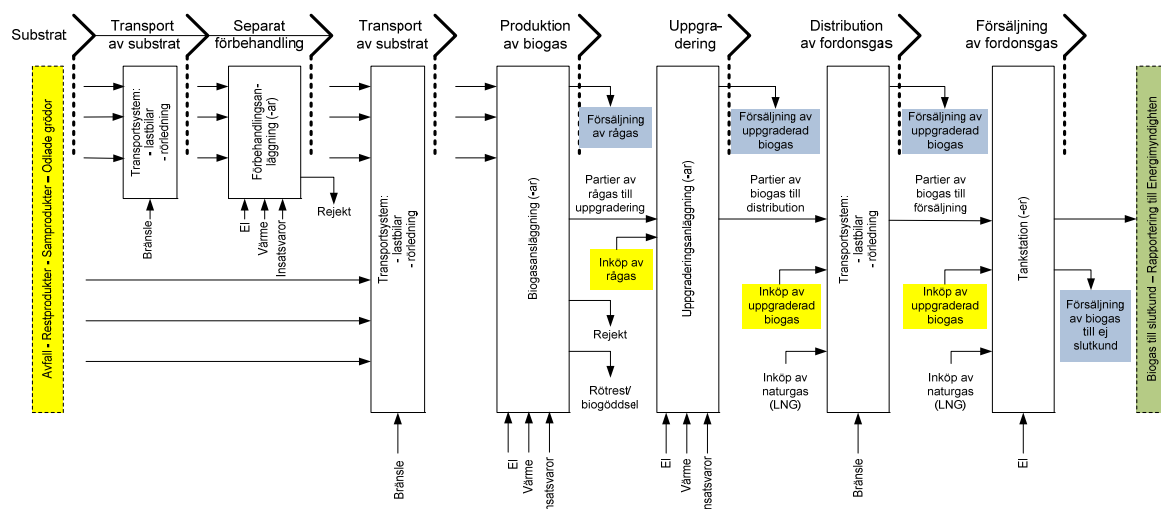 Substrat
Transport
av substrat
Separat
förbehandling
Transport
av substrat
Produktion
av biogas
Uppgra-
dering
Distribution
av fordonsgas
Försäljning
av fordonsgas
Avfall - Restprodukter – Samprodukter – Odlade grödor
Transportsystem:
- lastbilar
- rörledning
Bränsle
Förbehandlingsan-
läggning (-ar)
El
Värme
Insatsvaror
Rejekt
Transportsystem:
- lastbilar
- rörledning
Bränsle
Biogasansläggning (-ar)
El
Värme
Insatsvaror
Försäljning
av rågas
Partier av
rågas till
uppgradering
Inköp av
rågas
Rejekt
Rötrest/
biogöddsel
Uppgraderingsanläggning (-ar)
El
Värme
Insatsvaror
Försäljning av
uppgraderad
biogas
Partier av
biogas till
distribution
Inköp av
uppgraderad
biogas
Inköp av
naturgas
(LNG)
Transportsystem:
- lastbilar
- rörledning
Bränsle
Försäljning av
uppgraderad
biogas
Partier av
biogas till
försäljning
Inköp av
uppgraderad
biogas
Inköp av
naturgas
(LNG)
Tankstation (-er)
El
Försäljning
av biogas
till ej
slutkund
Biogas till slutkund – Rapportering till Energimyndigheten